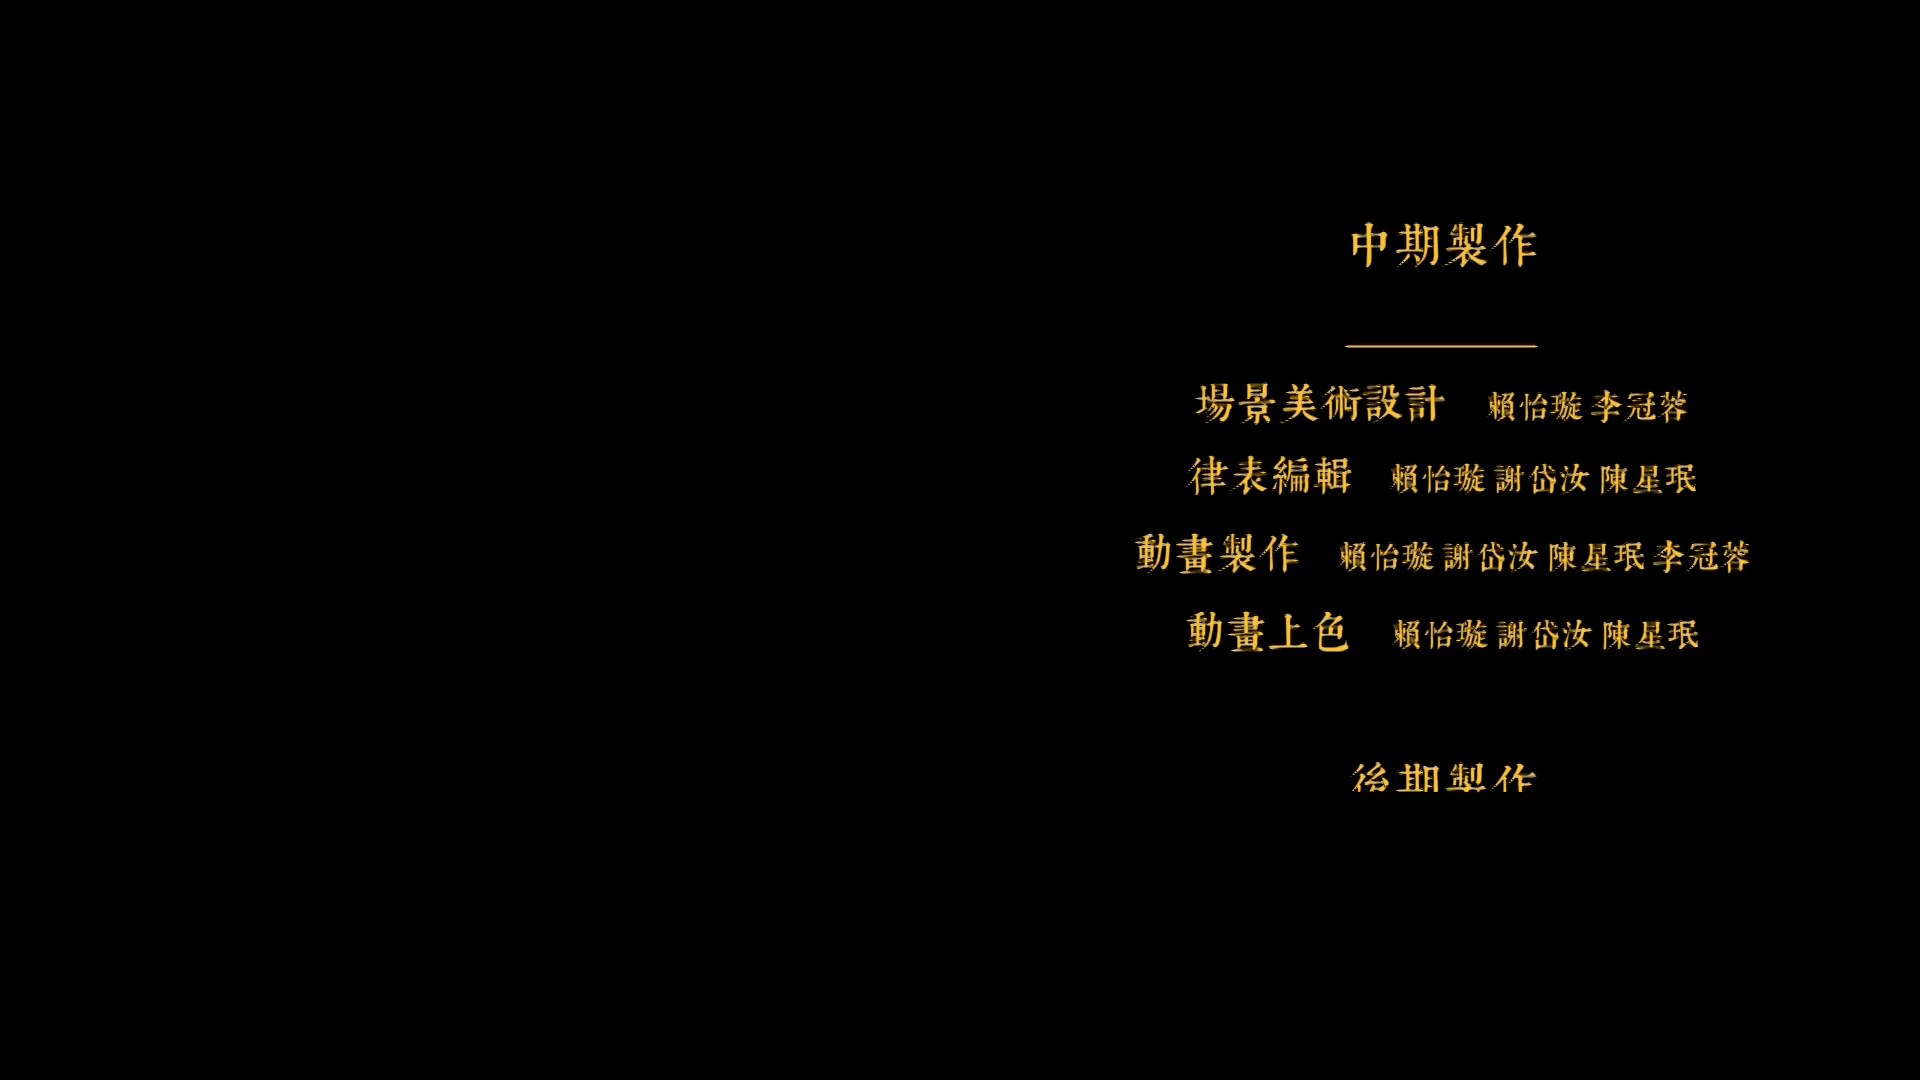 中期製作
場景美術設計 賴怡璇 李冠蓉
律表編輯 賴怡璇 謝岱汝 陳星珉
動畫製作 賴怡璇 謝岱汝 陳星珉 李冠蓉
動畫上色 賴怡璇 謝岱汝 陳星珉
後期製作